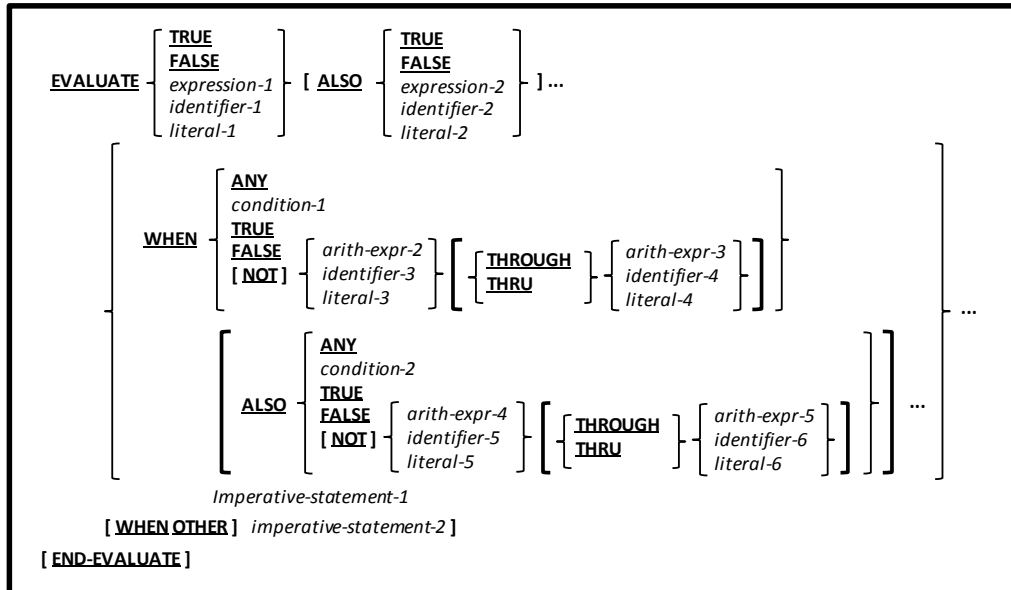 TRUE TRUE
FALSE FALSE
EVALUATE expression-1 [ ALSO expression-2 ] ...
identifier-1 identifier-2
literal-1 literal-2
ANY
condition-1
TRUE
WHEN
FALSE arith-expr-2 THROUGH arith-expr-3
[ NOT ] identifier-3 THRU identifier-4
literal-3 literal-4
...
ANY
condition-2
TRUE
ALSO ...
FALSE arith-expr-4 THROUGH arith-expr-5
[ NOT ] identifier-5 THRU identifier-6
literal-5 literal-6
Imperative-statement-1
[ WHEN OTHER ] imperative-statement-2 ]
[ END-EVALUATE ]